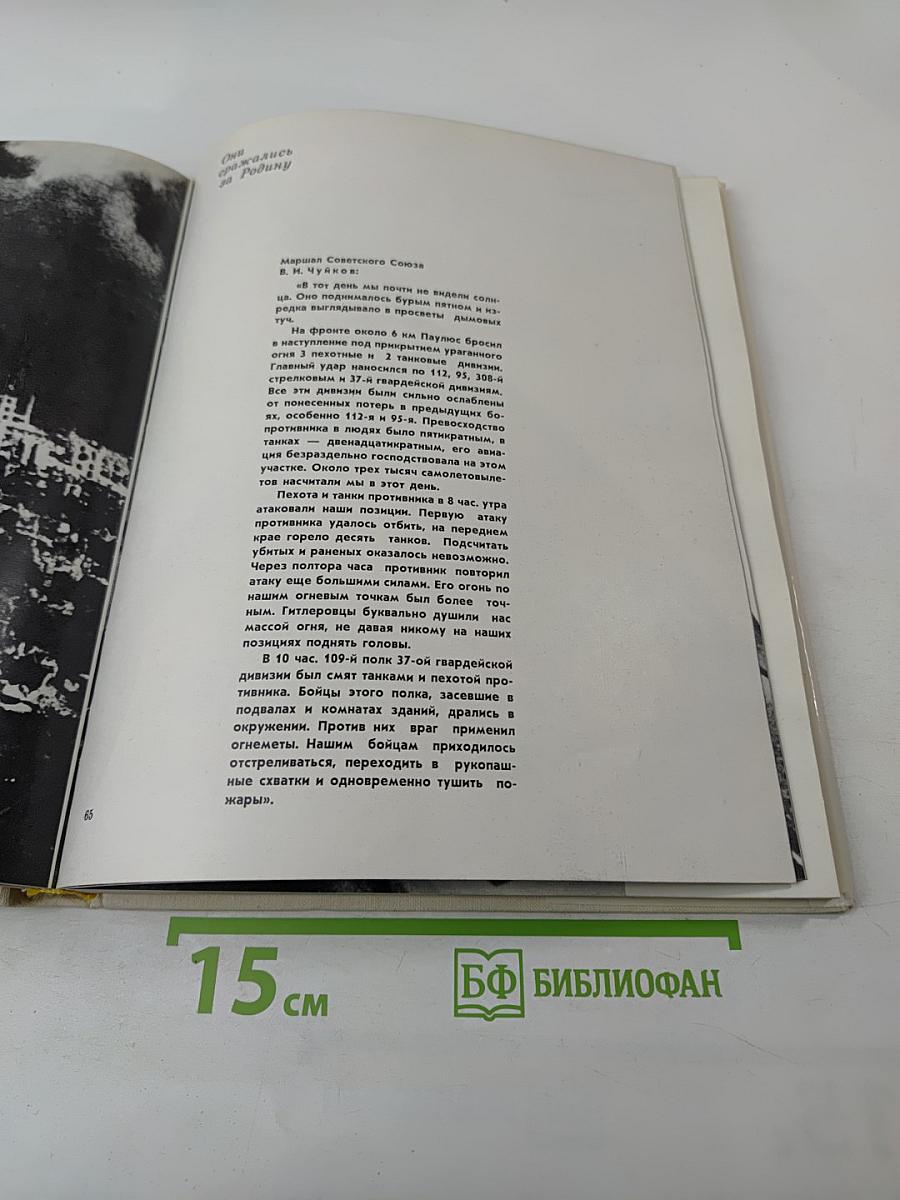 Они
сражались
за Родину
Маршал Советского Союза
В. И. Чуйков:
«В тот день мы почти не видели солн-
ца. Оно поднималось бурым пятном и из-
редка выглядывало в просветы дымовых
туч.
На фронте около 6 км Паулюс бросил
в наступление под прикрытием ураганного
огня 3 пехотные и 2 танковые дивизии.
Главный удар наносился по 112, 95, 308-й
стрелковым и 37-й гвардейской дивизиям.
Все эти дивизии были сильно ослаблены
от понесенных потерь в предыдущих бо-
ях, особенно 112-я и 95-я. Превосходство
противника в людях было пятикратным, в
танках — двенадцатикратным, его авиа-
ция безраздельно господствовала на этом
участке. Около трех тысяч самолетовыле-
тов насчитали мы в этот день.
Пехота и танки противника в 8 час. утра
атаковали наши позиции. Первую атаку
противника удалось отбить, на переднем
крае горело десять танков. Подсчитать
убитых и раненых оказалось невозможно.
Через полтора часа противник повторил
атаку еще большими силами. Его огонь по
нашим огневым точкам был более точ-
ным. Гитлеровцы буквально душили нас
массой огня, не давая никому на наших
позициях поднять головы.
В 10 час. 109-й полк 37-ой гвардейской
дивизии был смят танками и пехотой про-
тивника. Бойцы этого полка, засевшие в
подвалах и комнатах зданий, дрались в
окружении. Против них враг применил
огнеметы. Нашим бойцам приходилось
отстреливаться, переходить в рукопаш-
ные схватки и одновременно тушить по-
жары».
65
15 см
БФ БИБЛИОФАН